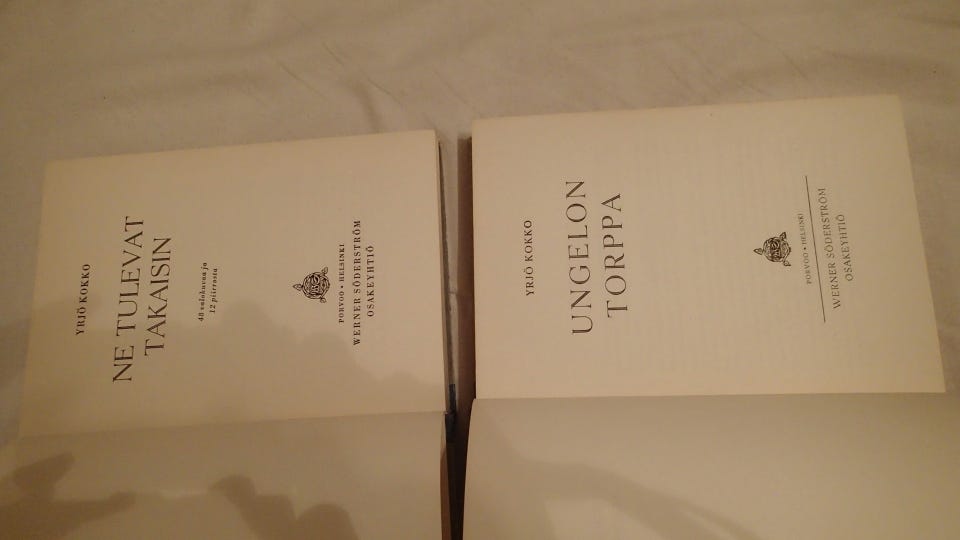 YRJÖ KOKKO
NE TULEVAT
TAKAISIN
48 valokuvaa ja
12 piirrosta
PORVOO • HELSINKI
WERNER SÖDERSTRÖM
OSAKEYHTIÖ
YRJÖ KOKKO
UNGELON
TORPPA
PORVOO • HELSINKI
WERNER SÖDERSTRÖM
OSAKEYHTIÖ